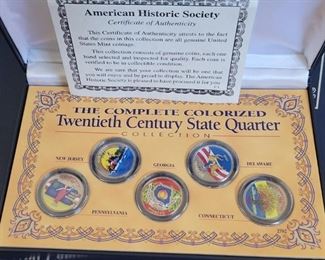 American Historic Society
Certificate of Authenticity
This Certificate of Authenticity attests to the fact
that the coins in this collection are all genuine United
States Mint coinage.
This collection consists of genuine coins, each one
hand selected and inspected for quality. Each coin is
verified to be in collectible condition.
We are sure that your collection will be one that
you will enjoy and be proud to display. The American
Historic Society is pleased to have procured it for you
THE COMPLETE COLORIZED
Twentieth Century State Quarter
COLLECTION
NEW JERSEY
GEORGIA
DELAWARE
PENNSYLVANIA
CONNECTICUT